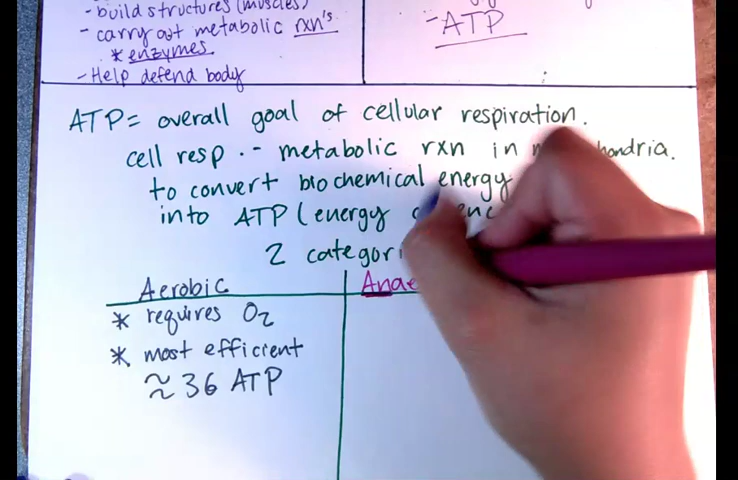 - build structures (muscles)
- carry out metabolic rxn's
* enzymes
- Help defend body
- ATP
ATP = overall goal of cellular respiration.
cell resp. - metabolic rxn in
to convert biochemical energy
into ATP (energy
2
Aerobic
* requires O2
* most efficient
≈ 36 ATP